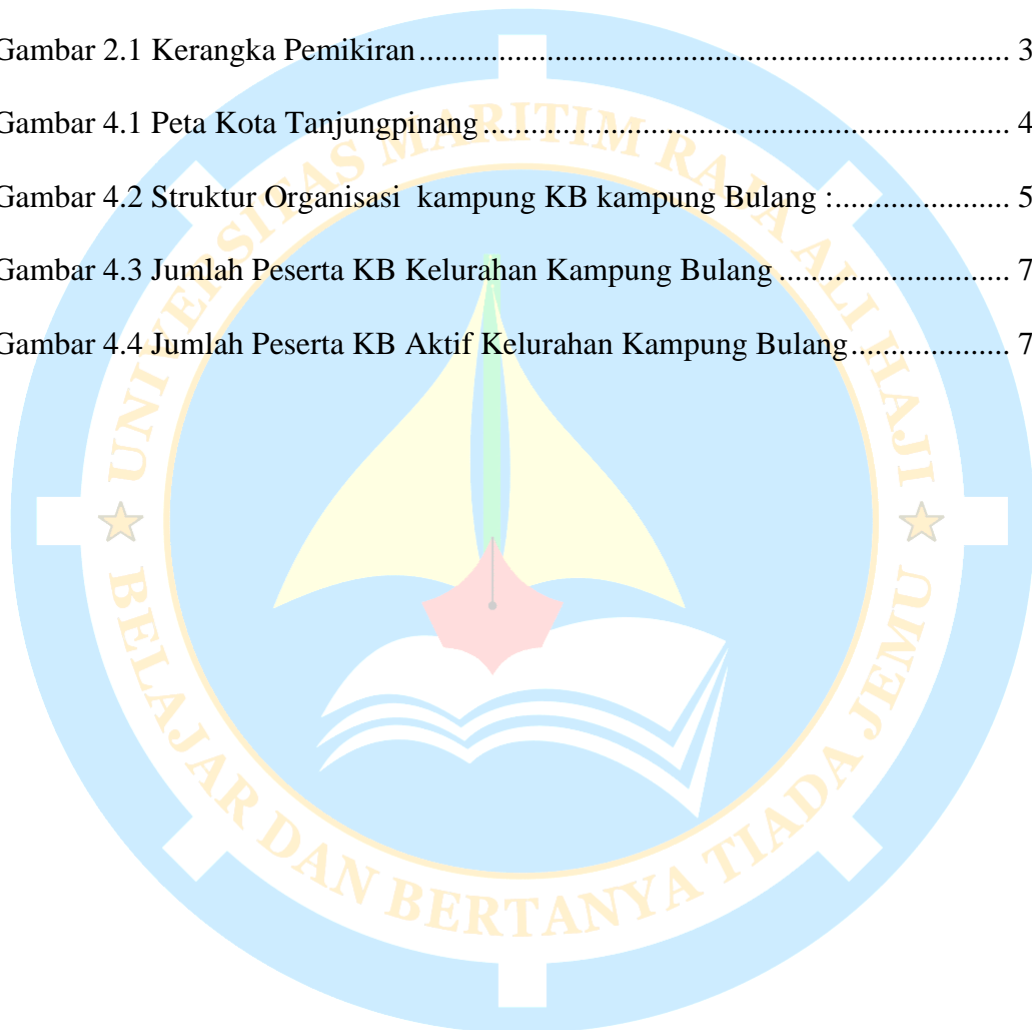 Gambar 2.1 Kerangka Pemikiran ........................................................................ 3
Gambar 4.1 Peta Kota Tanjungpinang ................................................................ 4
Gambar 4.2 Struktur Organisasi  kampung KB kampung Bulang :..................... 5
Gambar 4.3 Jumlah Peserta KB Kelurahan Kampung Bulang ............................ 7
Gambar 4.4 Jumlah Peserta KB Aktif Kelurahan Kampung Bulang................... 7
UNIVERSITAS MARITIM RAJA ALI HAJI
BELAJAR DAN BERTANYA TIADA JEMU